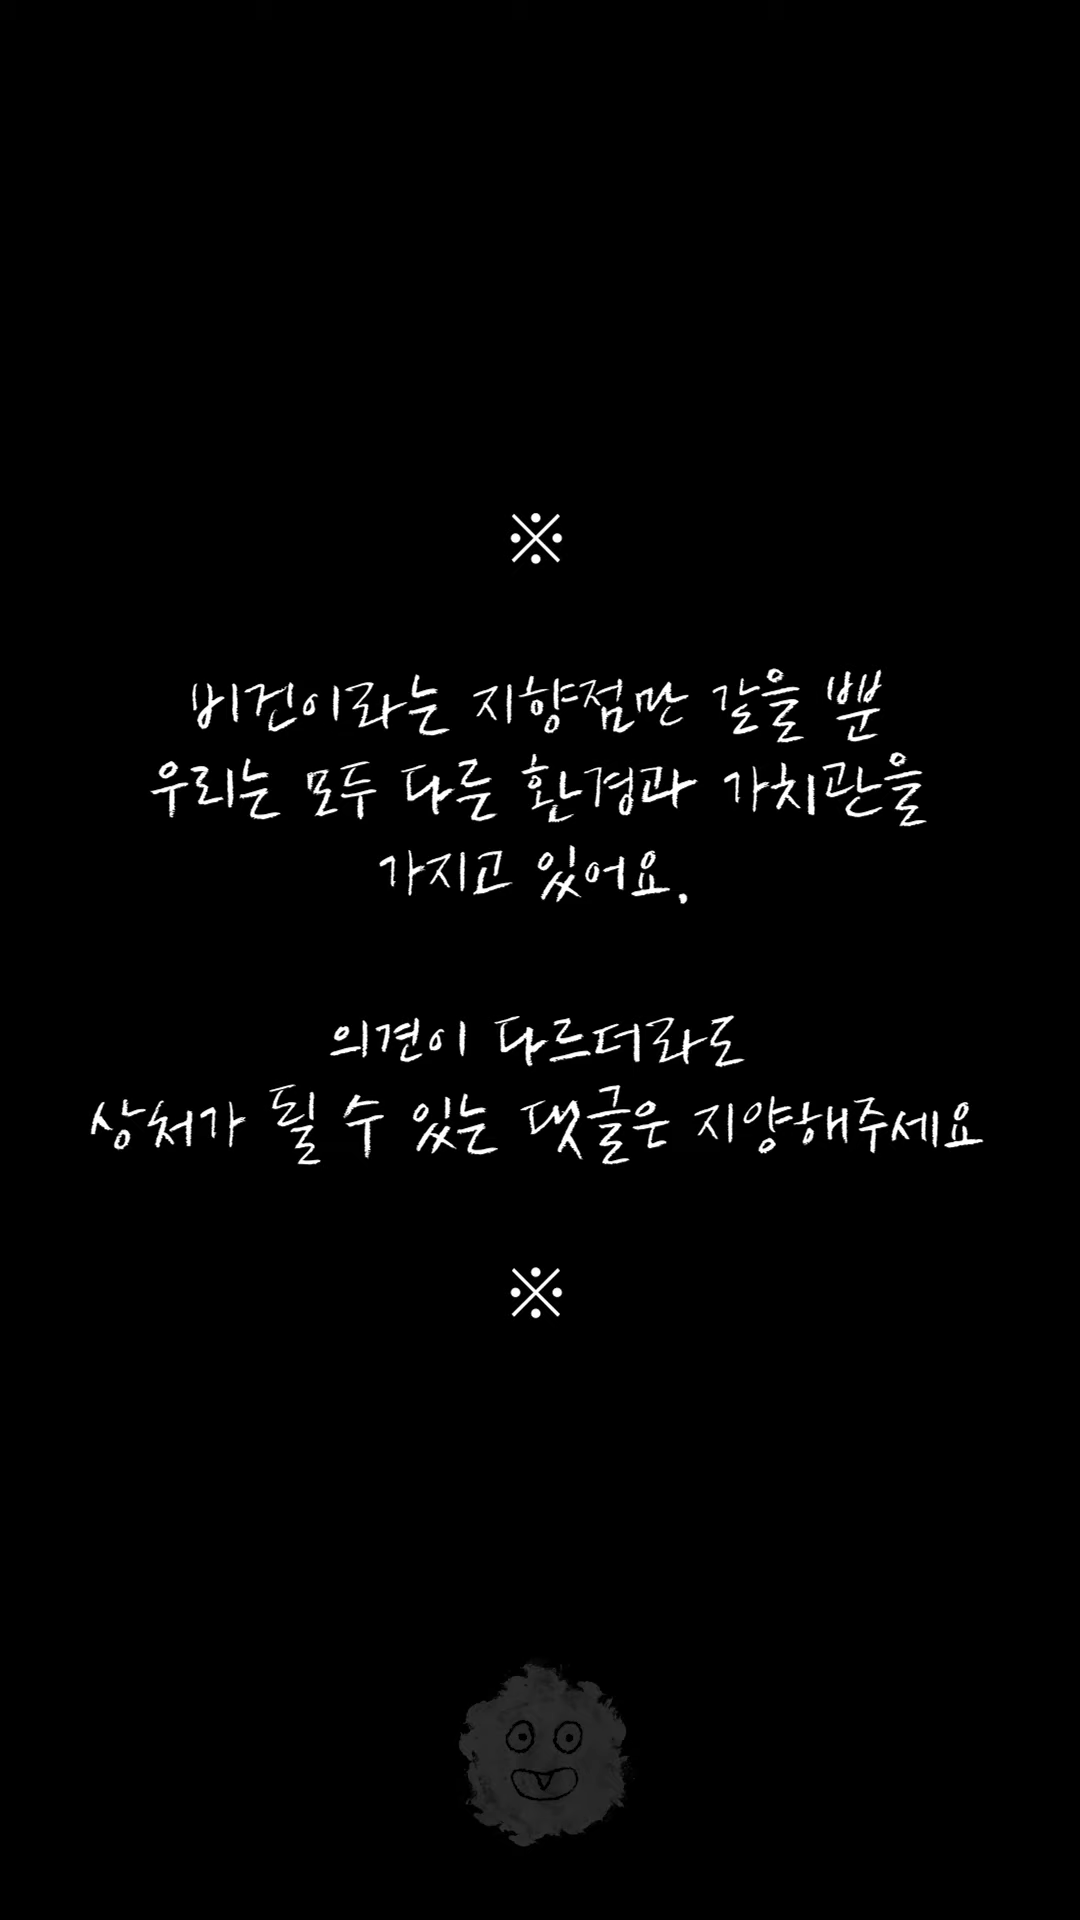 ※
비건이라는 지향점만 같을 뿐
우리는 모두 다른 환경과 가치관을
가지고 있어요.
의견이 다르더라도
상처가 될 수 있는 댓글은 지양해주세요
※